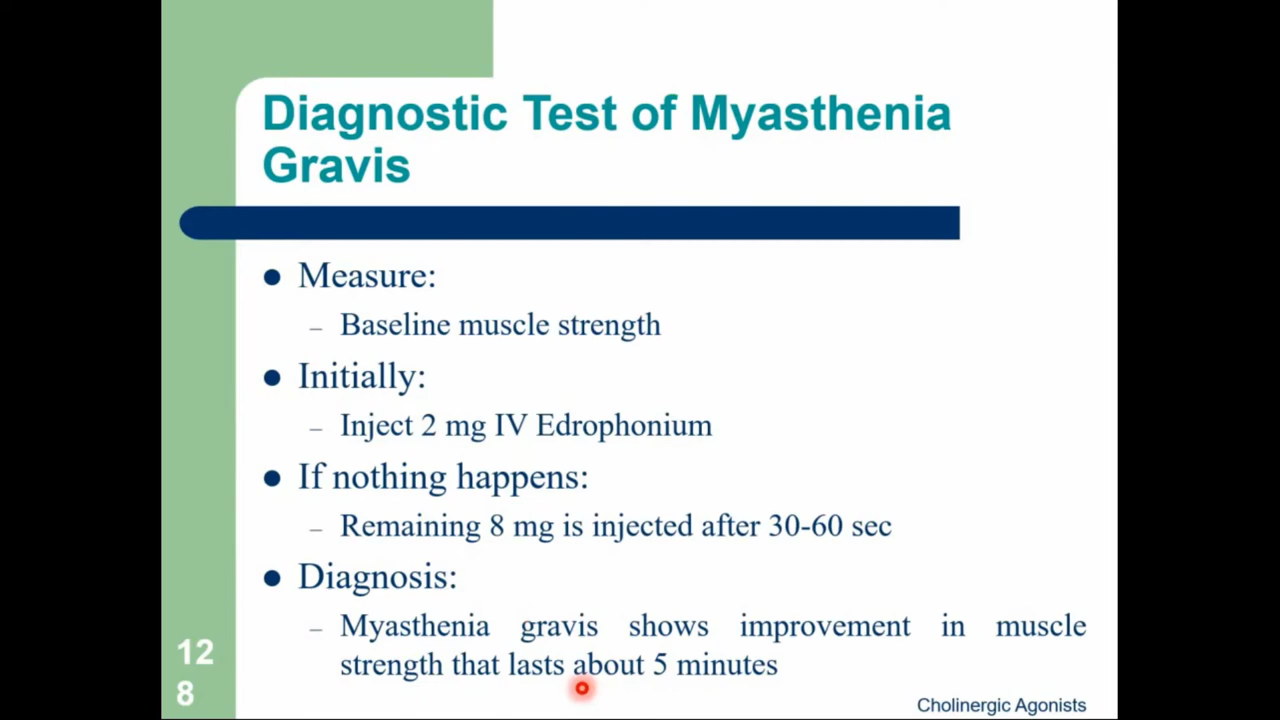 Diagnostic Test of Myasthenia
Gravis
Measure:
– Baseline muscle strength
Initially:
– Inject 2 mg IV Edrophonium
If nothing happens:
– Remaining 8 mg is injected after 30-60 sec
Diagnosis:
– Myasthenia gravis shows improvement in muscle
strength that lasts about 5 minutes
12
8
Cholinergic Agonists